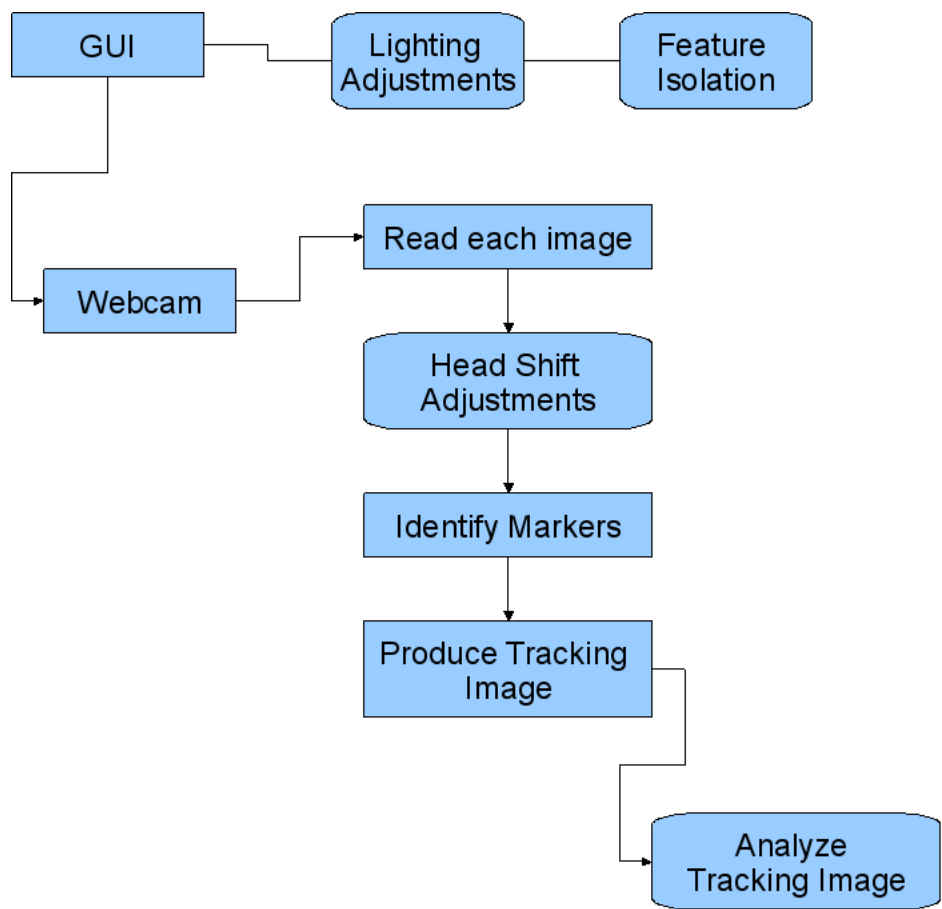 GUI
Lighting
Adjustments
Feature
Isolation
Read each image
Webcam
Head Shift
Adjustments
Identify Markers
Produce Tracking
Image
Analyze
Tracking Image